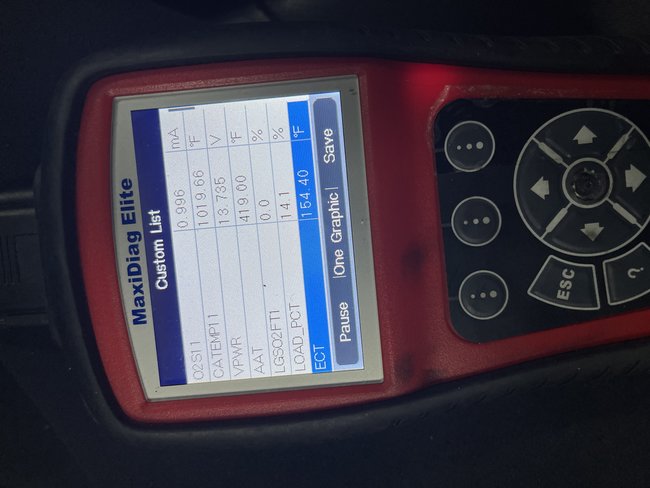 MaxiDiag Elite
Custom List
O2S11 0.996 mA
CATEMP11 1019.66 °F
VPWR 13.735 V
AAT 419.00 °F
LGSO2FT1 0.0 %
LOAD_PCT 14.1 %
ECT 154.40 °F
Pause |One Graphic| Save
ESC ?